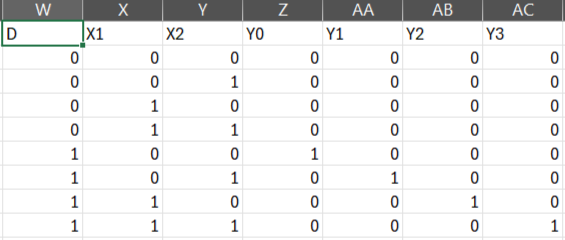 W X Y Z AA AB AC
D X1 X2 Y0 Y1 Y2 Y3
0 0 0 0 0 0 0
0 0 1 0 0 0 0
0 1 0 0 0 0 0
0 1 1 0 0 0 0
1 0 0 1 0 0 0
1 0 1 0 1 0 0
1 1 0 0 0 1 0
1 1 1 0 0 0 1